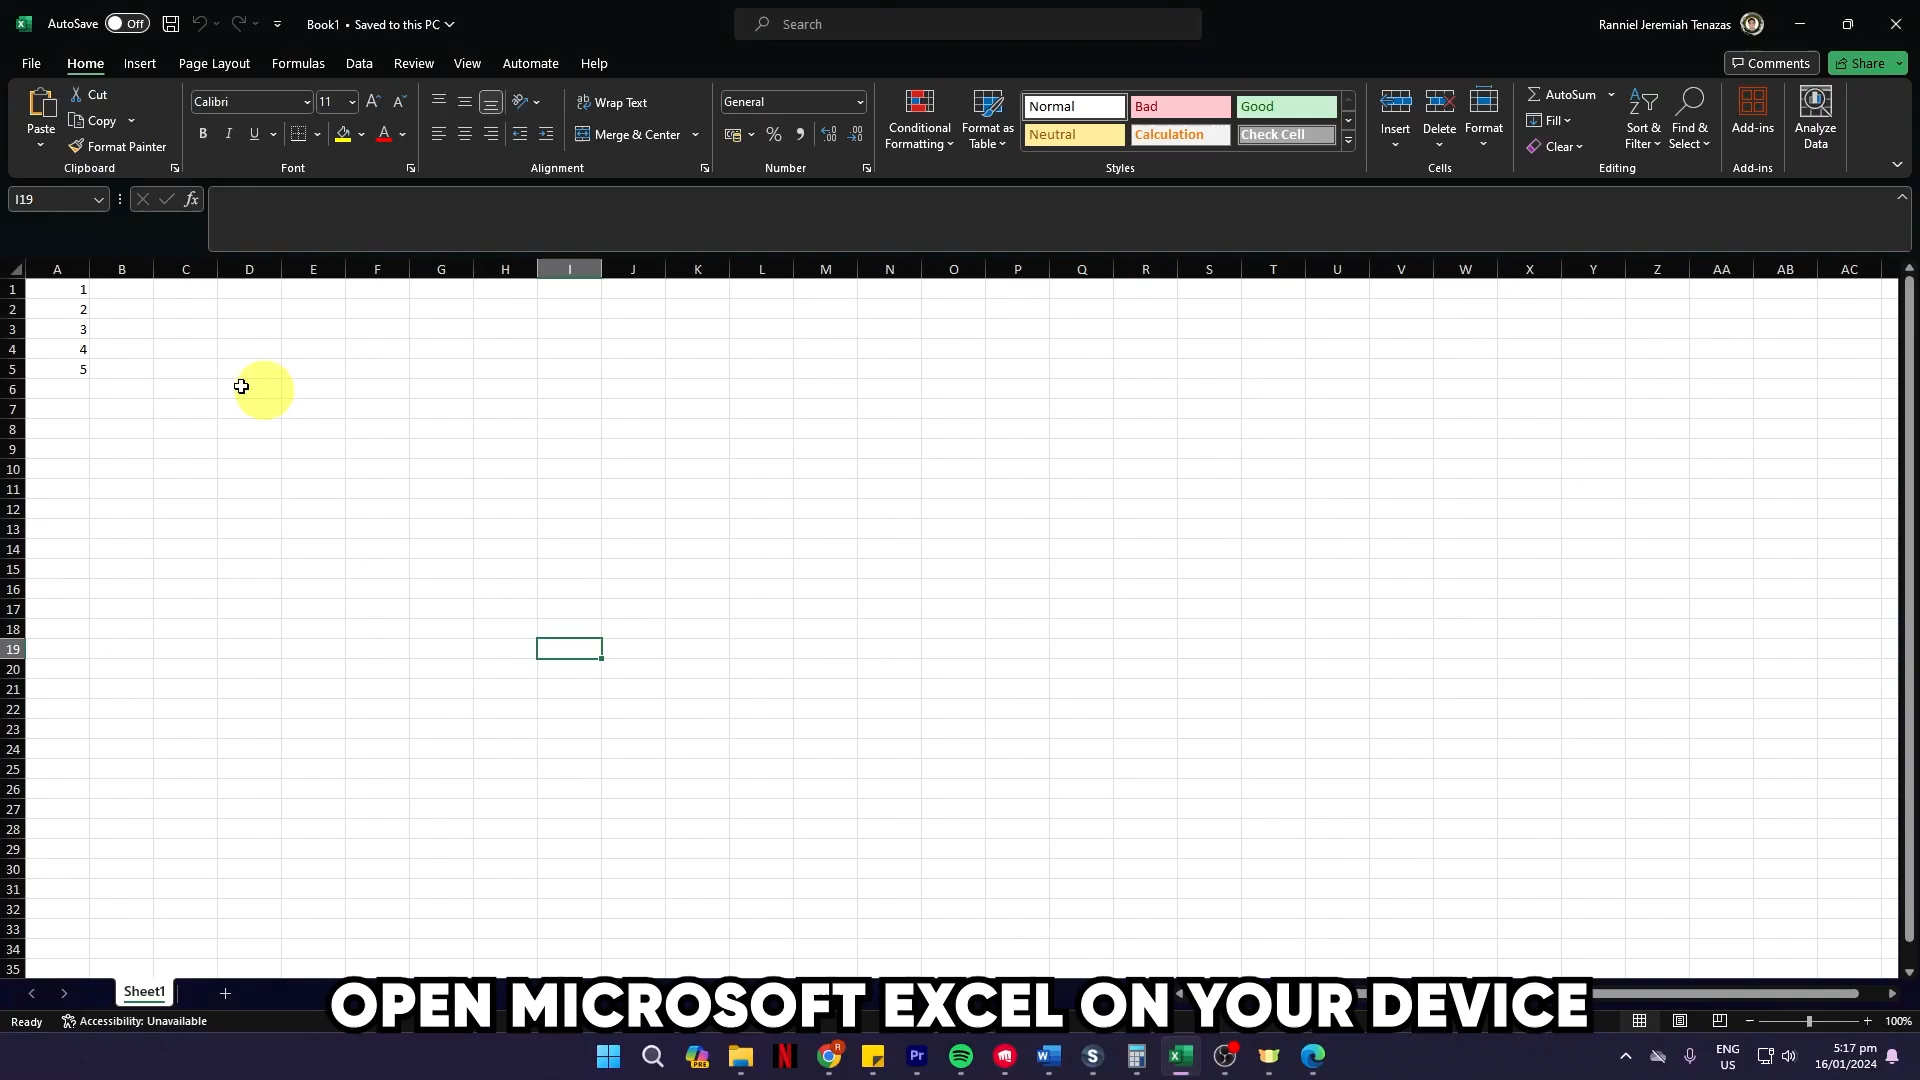 AutoSave Off Book1 • Saved to this PC Search Ranniel Jeremiah Tenazas
File Home Insert Page Layout Formulas Data Review View Automate Help Comments Share
Paste Cut Copy Format Painter Clipboard
Calibri 11 B I U A Font
Wrap Text Merge & Center Alignment
General % Number
Conditional Formatting Format as Table Normal Bad Good Neutral Calculation Check Cell Styles
Insert Delete Format Cells
AutoSum Fill Clear Sort & Filter Find & Select Editing
Add-ins Add-ins
Analyze Data
I19 fx
A B C D E F G H I J K L M N O P Q R S T U V W X Y Z AA AB AC
1 1
2 2
3 3
4 4
5 5
6
7
8
9
10
11
12
13
14
15
16
17
18
19
20
21
22
23
24
25
26
27
28
29
30
31
32
33
34
35
Sheet1
OPEN MICROSOFT EXCEL ON YOUR DEVICE
Ready Accessibility: Unavailable 100%
ENG US 5:17 pm 16/01/2024